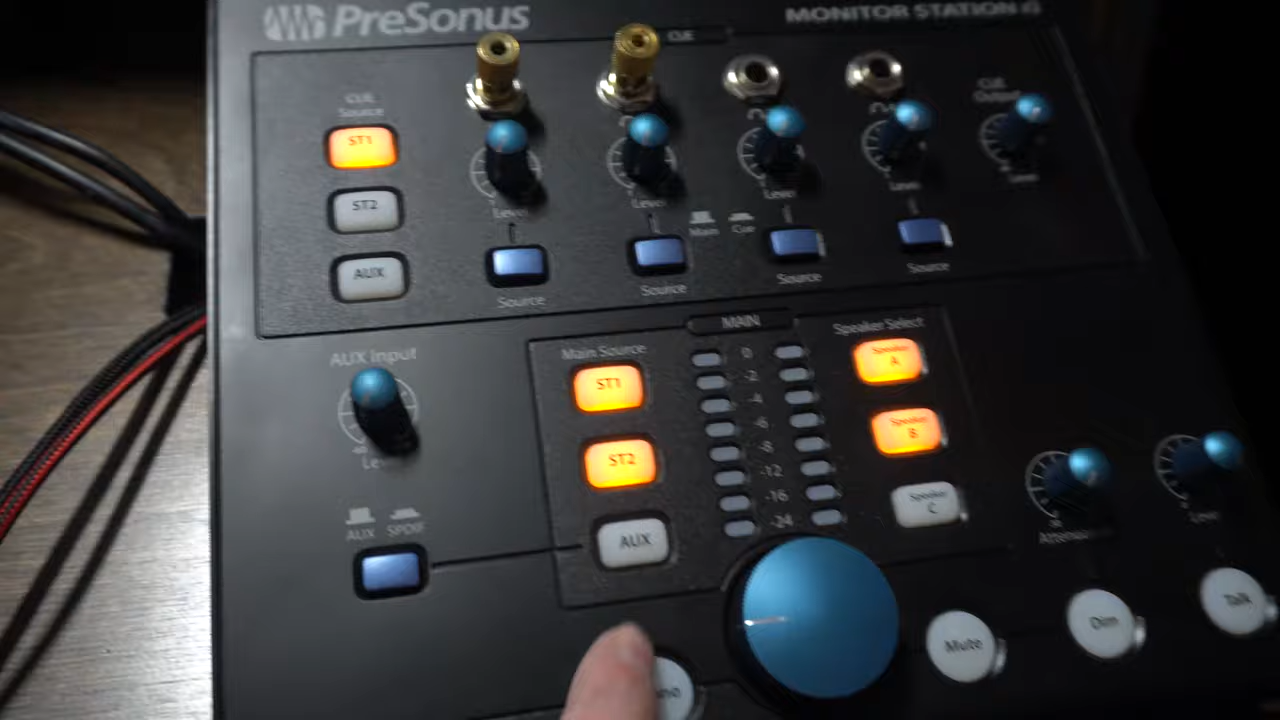 PreSonus
MONITOR STATION
CUE
CUE
Source
ST1
ST2
AUX
CUE
Output
Level
Level
Level
Level
Level
Main
Cue
Source
Source
Source
Source
AUX Input
AUX
SPDIF
Main Source
ST1
ST2
AUX
MAIN
0
-2
-4
-6
-8
-12
-16
-24
Speaker Select
Speaker
A
Speaker
B
Speaker
C
Level
Mute
Dim
Talk